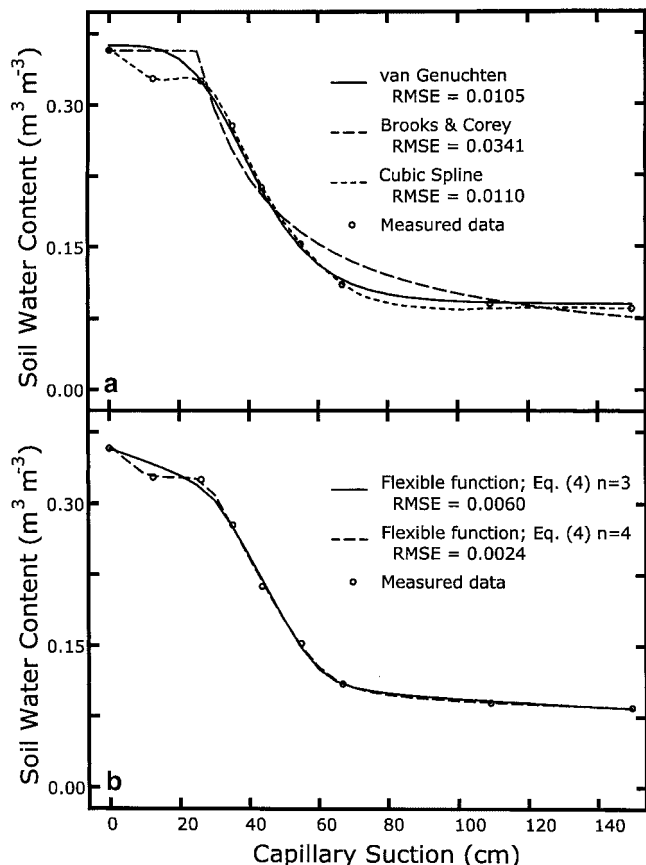 Soil Water Content (m³ m⁻³)
0.30
0.15
0.00
van Genuchten
RMSE = 0.0105
Brooks & Corey
RMSE = 0.0341
Cubic Spline
RMSE = 0.0110
Measured data
a
Soil Water Content (m³ m⁻³)
0.30
0.15
0.00
Flexible function; Eq. (4) n=3
RMSE = 0.0060
Flexible function; Eq. (4) n=4
RMSE = 0.0024
Measured data
b
0 20 40 60 80 100 120 140
Capillary Suction (cm)